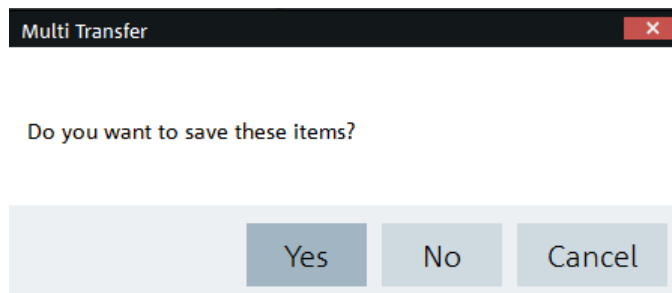 Multi Transfer
Do you want to save these items?
Yes No Cancel